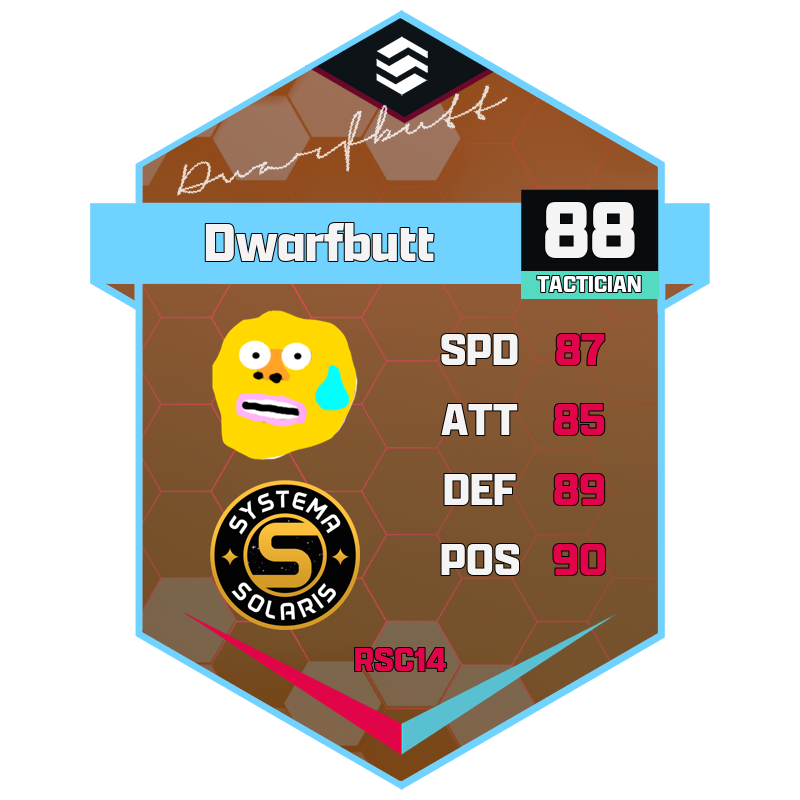 Dwarfbutt
Dwarfbutt
88
TACTICIAN
SPD 87
ATT 85
DEF 89
POS 90
SYSTEMA
S
SOLARIS
RSC14